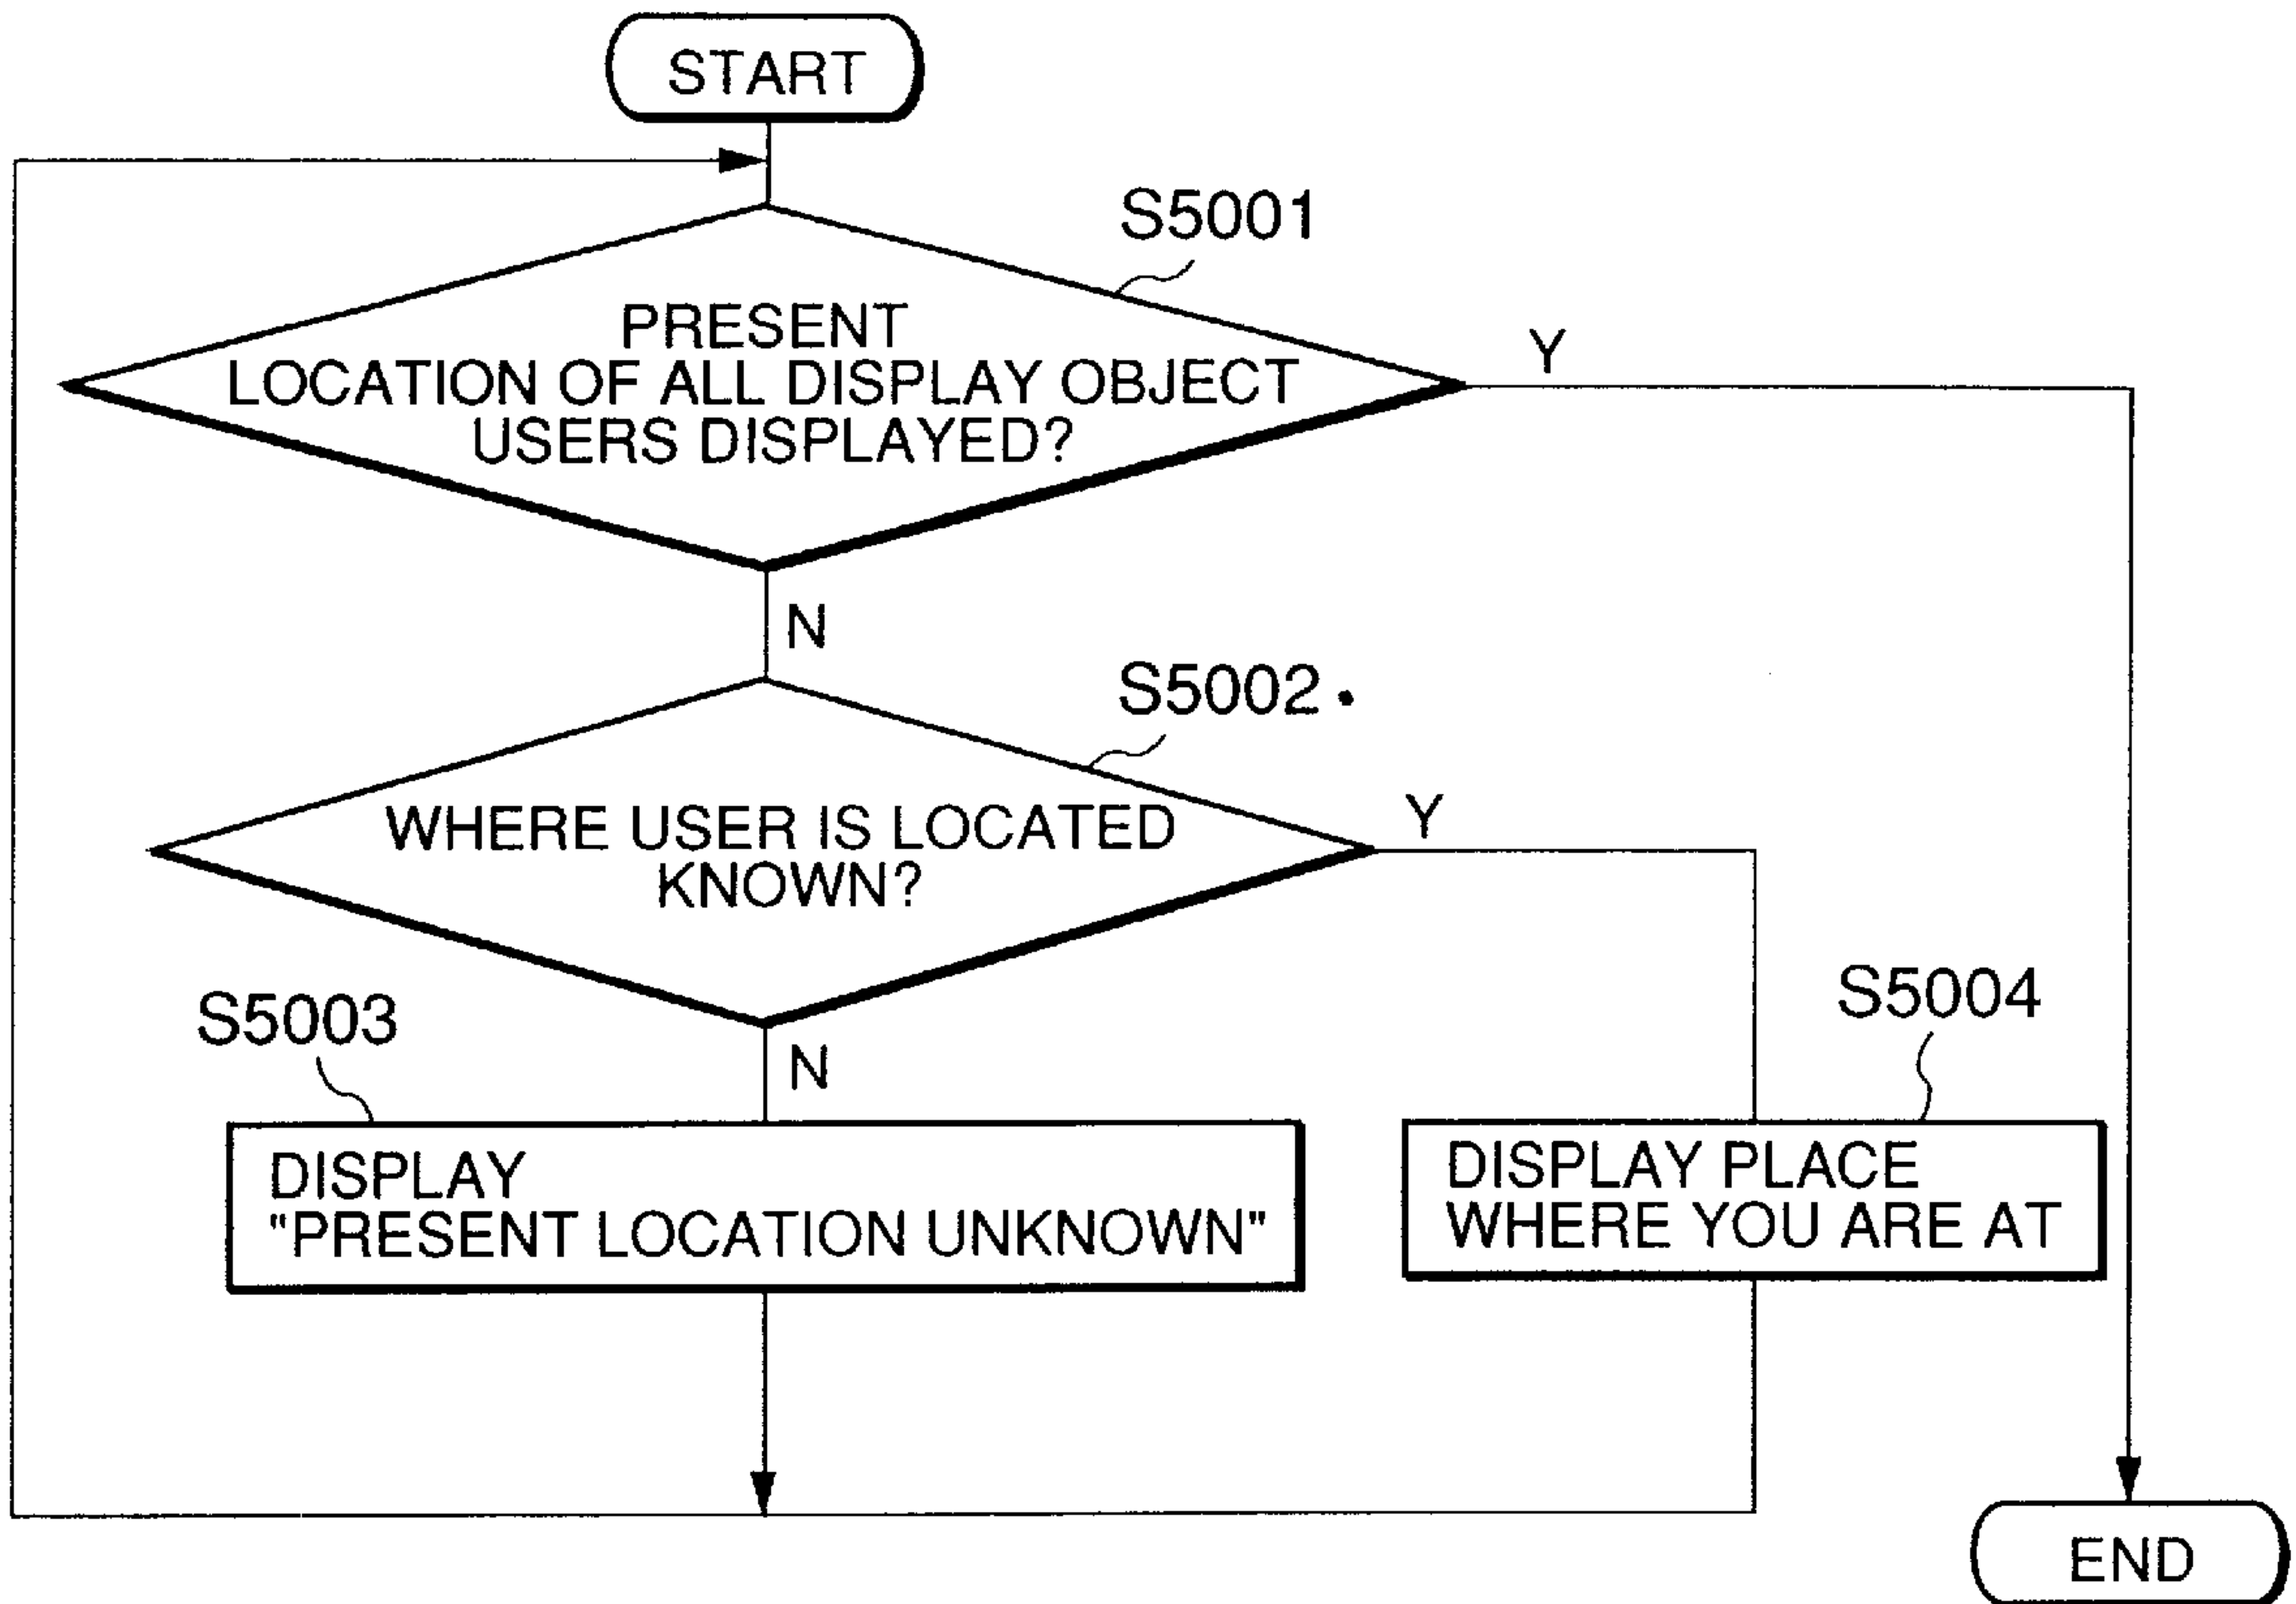 START
S5001
PRESENT
LOCATION OF ALL DISPLAY OBJECT
USERS DISPLAYED?
Y
N
S5002
WHERE USER IS LOCATED
KNOWN?
Y
N
S5003
DISPLAY
"PRESENT LOCATION UNKNOWN"
S5004
DISPLAY PLACE
WHERE YOU ARE AT
END